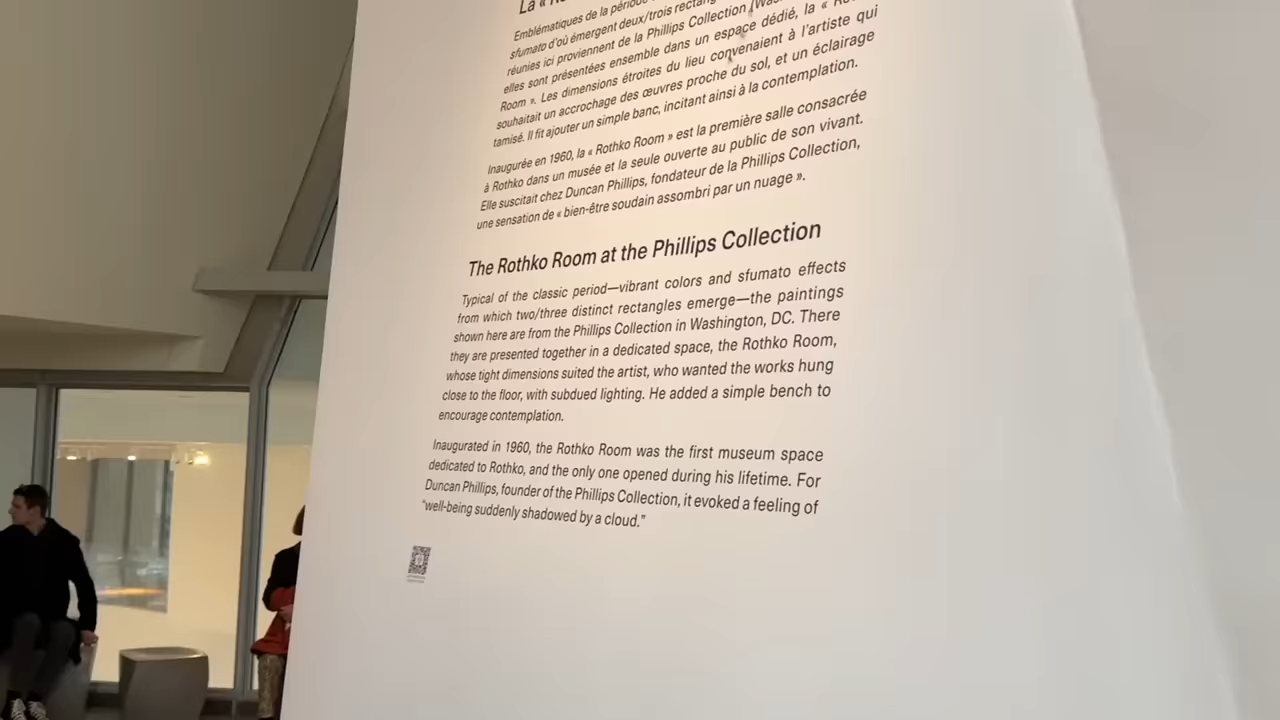 La « 
Emblématiques de la période
sfumato d'où émergent deux/trois
réunies ici proviennent de la Phillips Collection
elles sont présentées ensemble dans un espace dédié, la «
Room ». Les dimensions étroites du lieu convenaient à l'artiste qui
souhaitait un accrochage des œuvres proche du sol, et un éclairage
tamisé. Il fit ajouter un simple banc, incitant ainsi à la contemplation.
Inaugurée en 1960, la « Rothko Room » est la première salle consacrée
à Rothko dans un musée et la seule ouverte au public de son vivant.
Elle suscitait chez Duncan Phillips, fondateur de la Phillips Collection,
une sensation de « bien-être soudain assombri par un nuage ».
The Rothko Room at the Phillips Collection
Typical of the classic period—vibrant colors and sfumato effects
from which two/three distinct rectangles emerge—the paintings
shown here are from the Phillips Collection in Washington, DC. There
they are presented together in a dedicated space, the Rothko Room,
whose tight dimensions suited the artist, who wanted the works hung
close to the floor, with subdued lighting. He added a simple bench to
encourage contemplation.
Inaugurated in 1960, the Rothko Room was the first museum space
dedicated to Rothko, and the only one opened during his lifetime. For
Duncan Phillips, founder of the Phillips Collection, it evoked a feeling of
"well-being suddenly shadowed by a cloud."